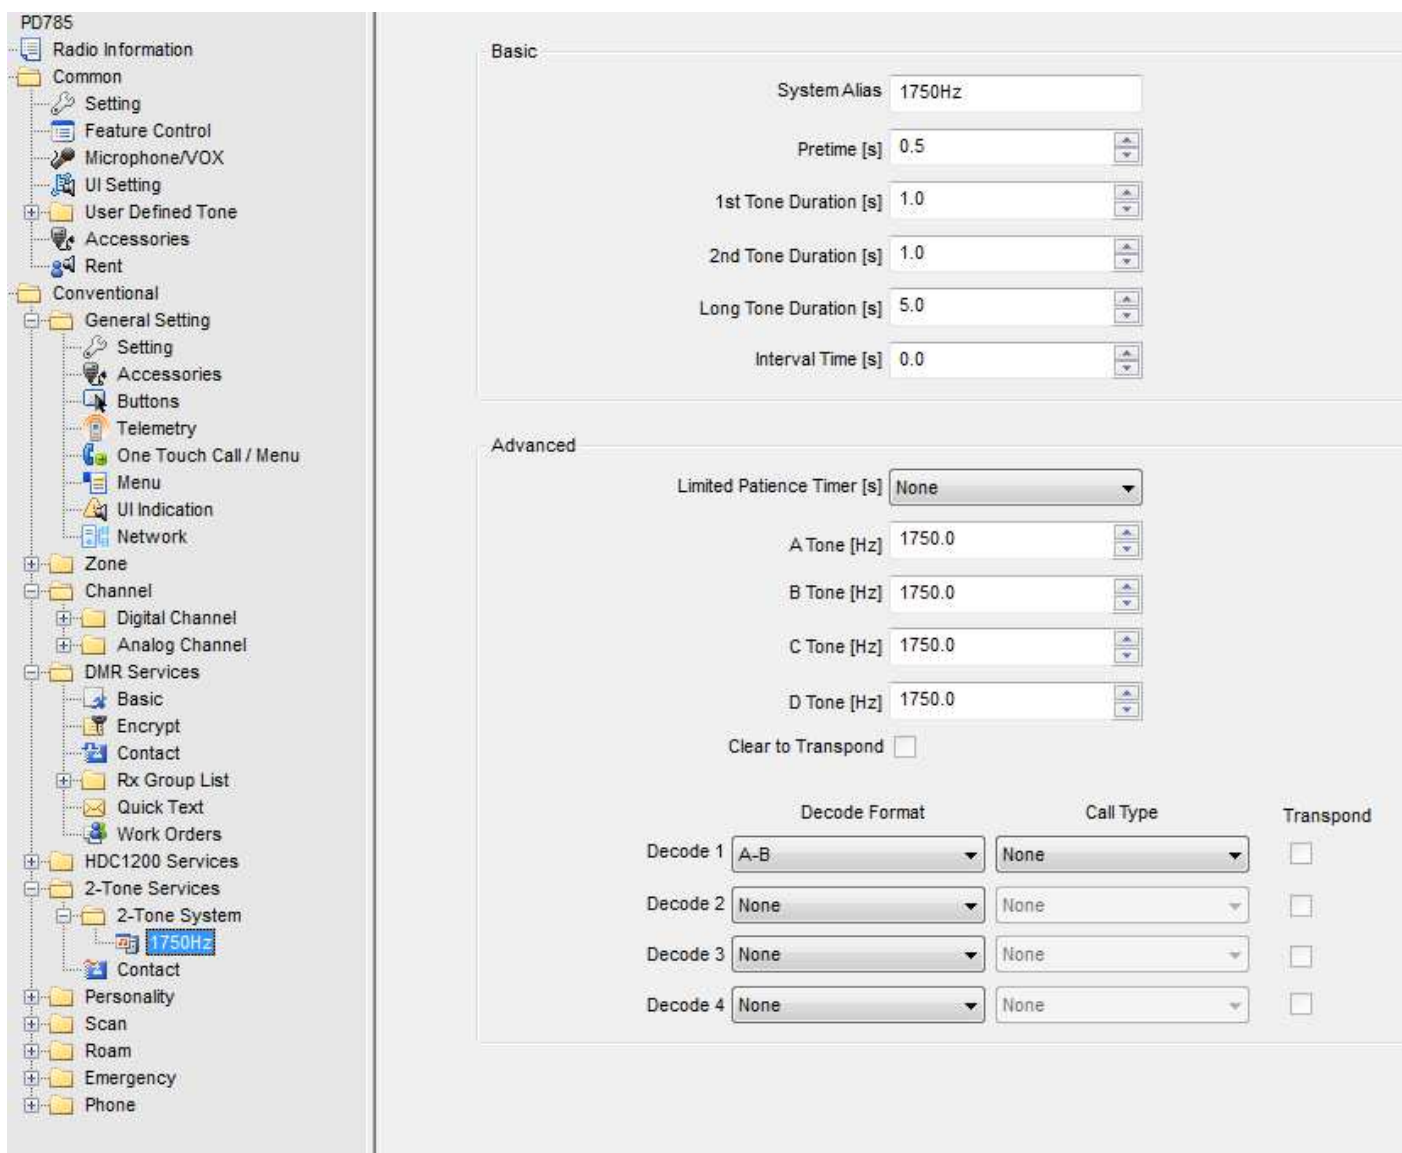 PD785
Radio Information
Common
Setting
Feature Control
Microphone/VOX
UI Setting
User Defined Tone
Accessories
Rent
Conventional
General Setting
Setting
Accessories
Buttons
Telemetry
One Touch Call / Menu
Menu
UI Indication
Network
Zone
Channel
Digital Channel
Analog Channel
DMR Services
Basic
Encrypt
Contact
Rx Group List
Quick Text
Work Orders
HDC1200 Services
2-Tone Services
2-Tone System
1750Hz
Contact
Personality
Scan
Roam
Emergency
Phone
Basic
System Alias 1750Hz
Pretime [s] 0.5
1st Tone Duration [s] 1.0
2nd Tone Duration [s] 1.0
Long Tone Duration [s] 5.0
Interval Time [s] 0.0
Advanced
Limited Patience Timer [s] None
A Tone [Hz] 1750.0
B Tone [Hz] 1750.0
C Tone [Hz] 1750.0
D Tone [Hz] 1750.0
Clear to Transpond
Decode Format Call Type Transpond
Decode 1 A-B None
Decode 2 None None
Decode 3 None None
Decode 4 None None